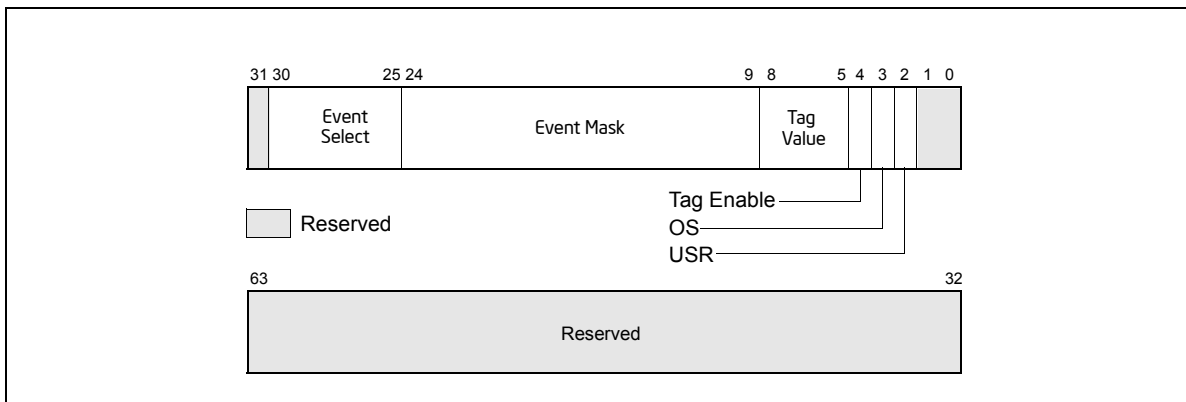 31 30 25 24 9 8 5 4 3 2 1 0
Event
Select
Event Mask
Tag
Value
Tag Enable
OS
USR
Reserved
63 32
Reserved